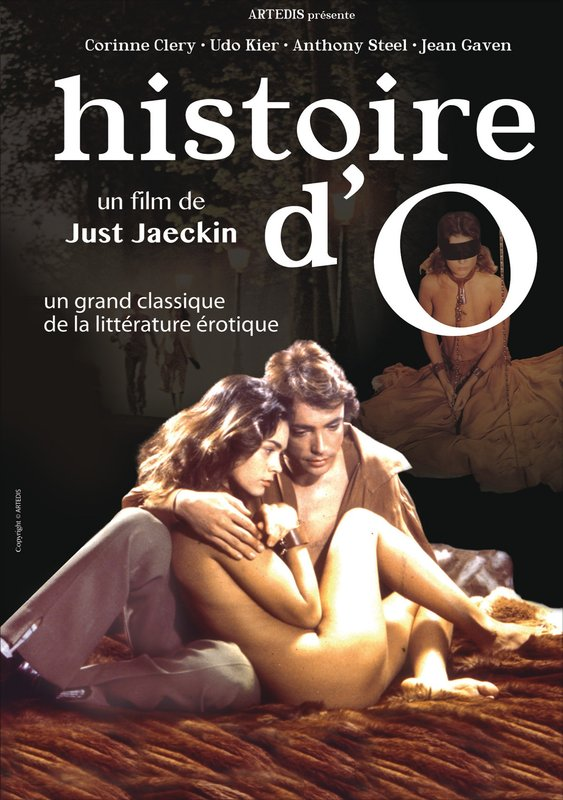 ARTEDIS présente
Corinne Clery • Udo Kier • Anthony Steel • Jean Gaven
histoire
d'O
un film de
Just Jaeckin
un grand classique
de la littérature érotique
Copyright © ARTEDIS